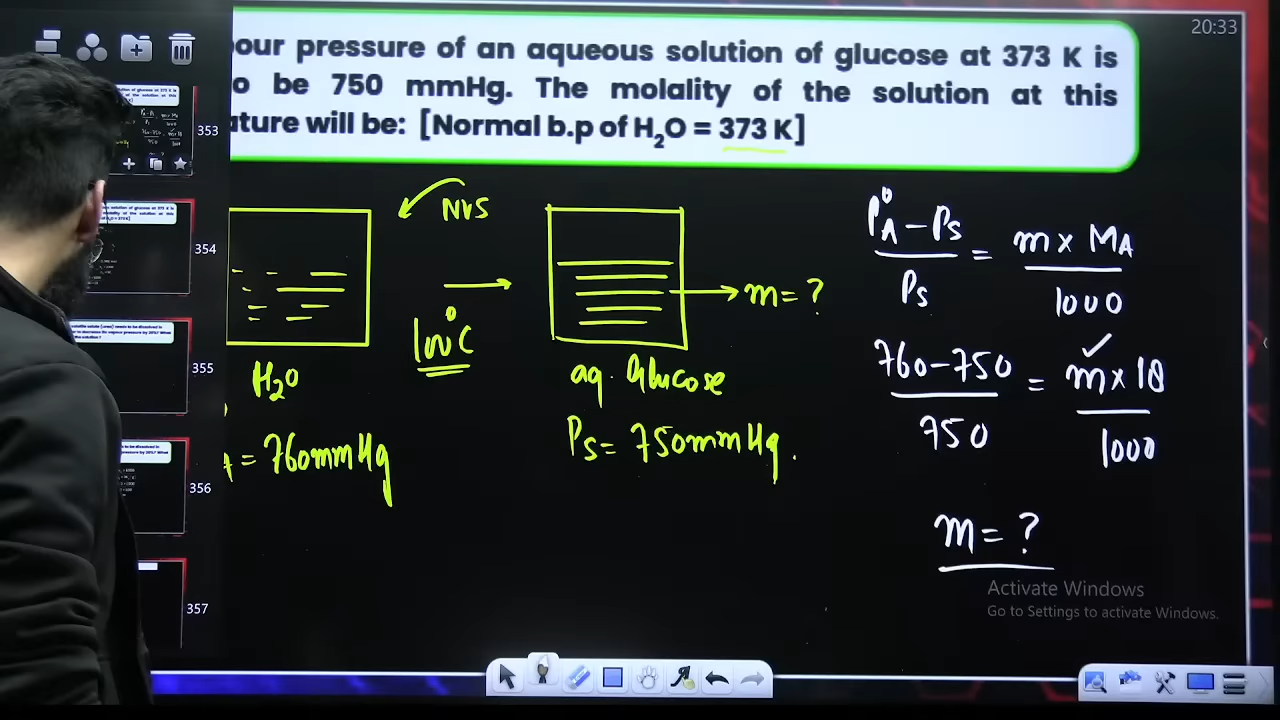 20:33
our pressure of an aqueous solution of glucose at 373 K is
o be 750 mmHg. The molality of the solution at this
ature will be: [Normal b.p of H₂O = 373 K]
353
354
355
356
357
NVS
100°C
H₂O
= 760mmHg
m = ?
aq. Glucose
Ps = 750mmHg.
P°A - Ps / Ps = m x MA / 1000
760-750 / 750 = m x 18 / 1000
m = ?
Activate Windows
Go to Settings to activate Windows.